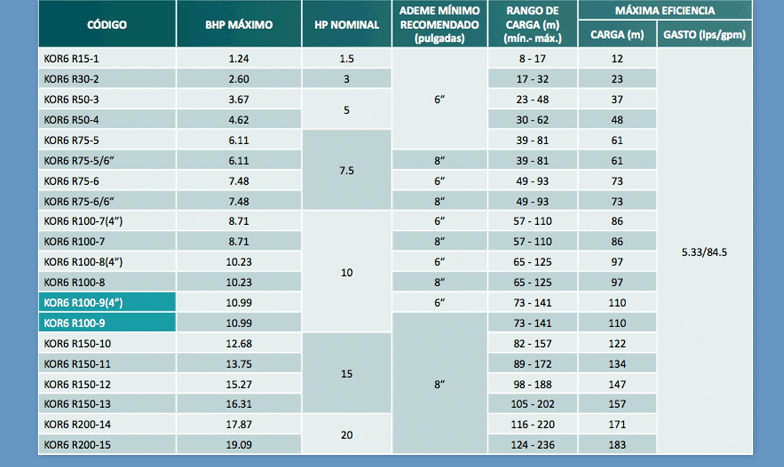 CÓDIGO BHP MÁXIMO HP NOMINAL ADEME MÍNIMO RECOMENDADO (pulgadas) RANGO DE CARGA (m) (mín.- máx.) MÁXIMA EFICIENCIA
CARGA (m) GASTO (lps/gpm)
KOR6 R15-1 1.24 1.5 6” 8 - 17 12 5.33/84.5
KOR6 R30-2 2.60 3 17 - 32 23
KOR6 R50-3 3.67 5 23 - 48 37
KOR6 R50-4 4.62 30 - 62 48
KOR6 R75-5 6.11 7.5 39 - 81 61
KOR6 R75-5/6” 6.11 8” 39 - 81 61
KOR6 R75-6 7.48 6” 49 - 93 73
KOR6 R75-6/6” 7.48 8” 49 - 93 73
KOR6 R100-7(4”) 8.71 10 6” 57 - 110 86
KOR6 R100-7 8.71 8” 57 - 110 86
KOR6 R100-8(4”) 10.23 6” 65 - 125 97
KOR6 R100-8 10.23 8” 65 - 125 97
KOR6 R100-9(4”) 10.99 6” 73 - 141 110
KOR6 R100-9 10.99 8” 73 - 141 110
KOR6 R150-10 12.68 15 82 - 157 122
KOR6 R150-11 13.75 89 - 172 134
KOR6 R150-12 15.27 98 - 188 147
KOR6 R150-13 16.31 105 - 202 157
KOR6 R200-14 17.87 20 116 - 220 171
KOR6 R200-15 19.09 124 - 236 183